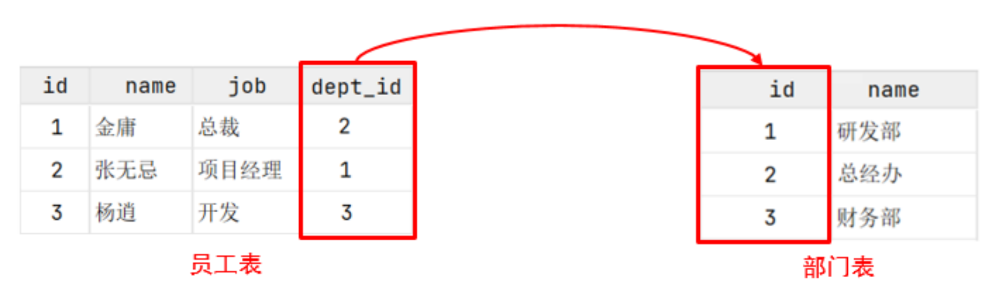 id name job dept_id
1 金庸 总裁 2
2 张无忌 项目经理 1
3 杨逍 开发 3
员工表
id name
1 研发部
2 总经办
3 财务部
部门表